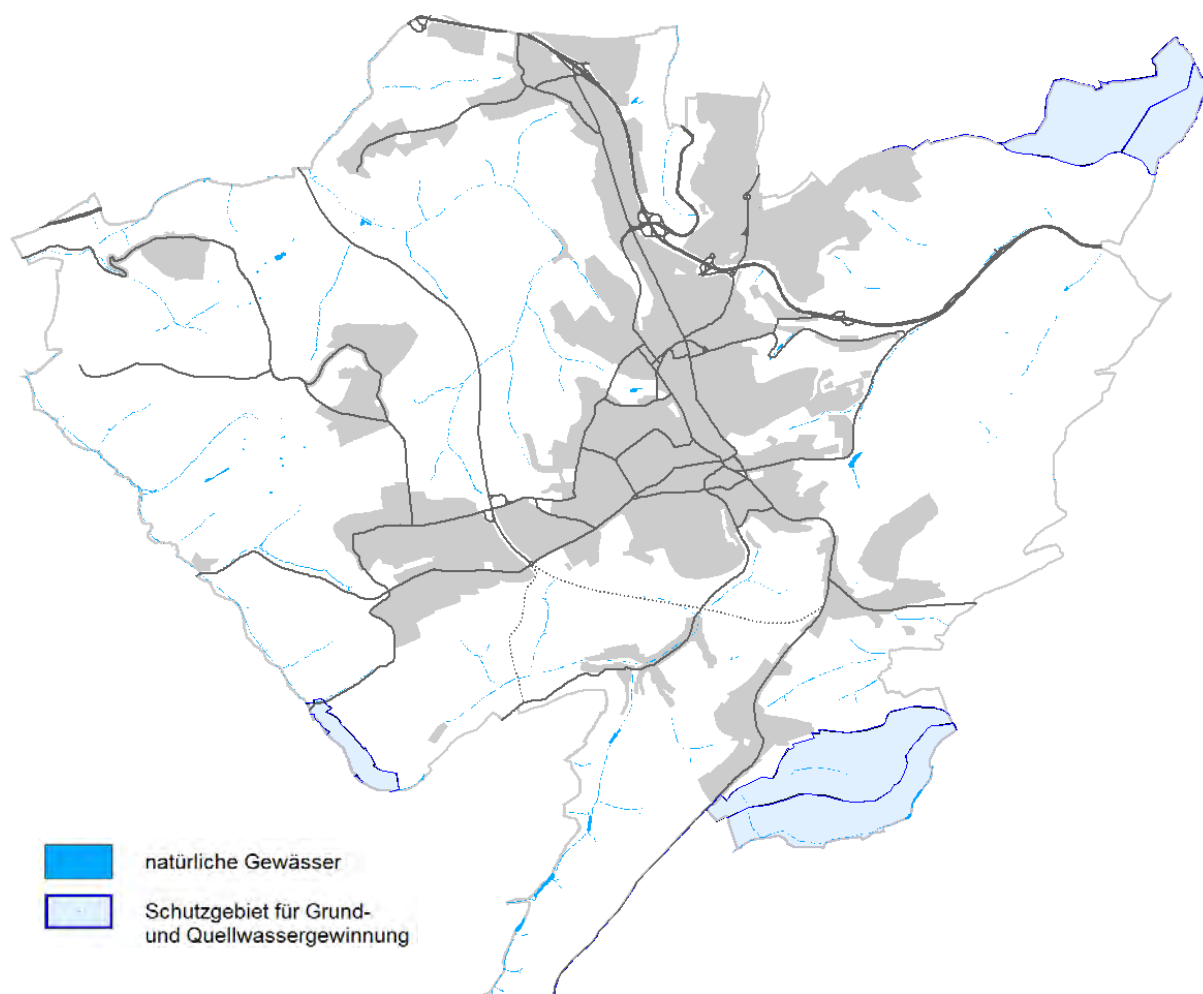 natürliche Gewässer
Schutzgebiet für Grund-
und Quellwassergewinnung